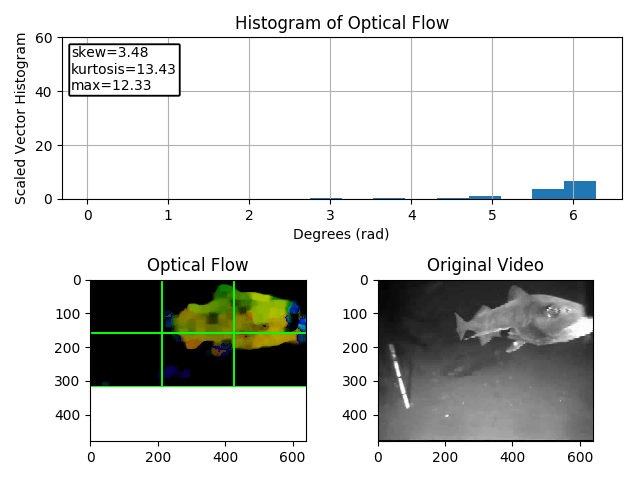 Histogram of Optical Flow
60
40
20
0
Scaled Vector Histogram
skew=3.48
kurtosis=13.43
max=12.33
0 1 2 3 4 5 6
Degrees (rad)
Optical Flow
0
100
200
300
400
0 200 400 600
Original Video
0
100
200
300
400
0 200 400 600